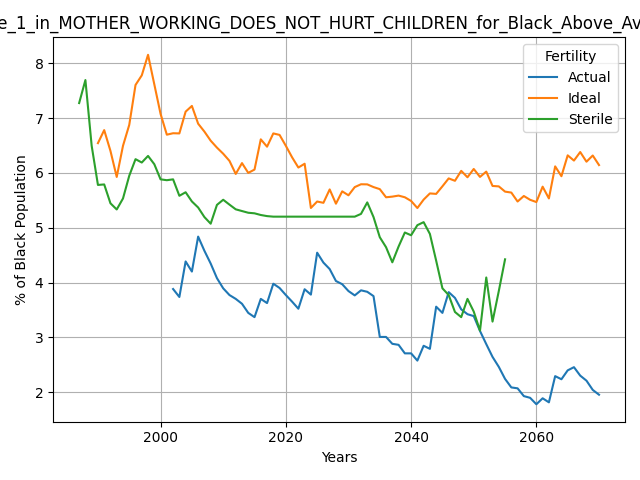 e_1_in_MOTHER_WORKING_DOES_NOT_HURT_CHILDREN_for_Black_Above_Av
Fertility
Actual
Ideal
Sterile
% of Black Population
8
7
6
5
4
3
2
2000 2020 2040 2060
Years